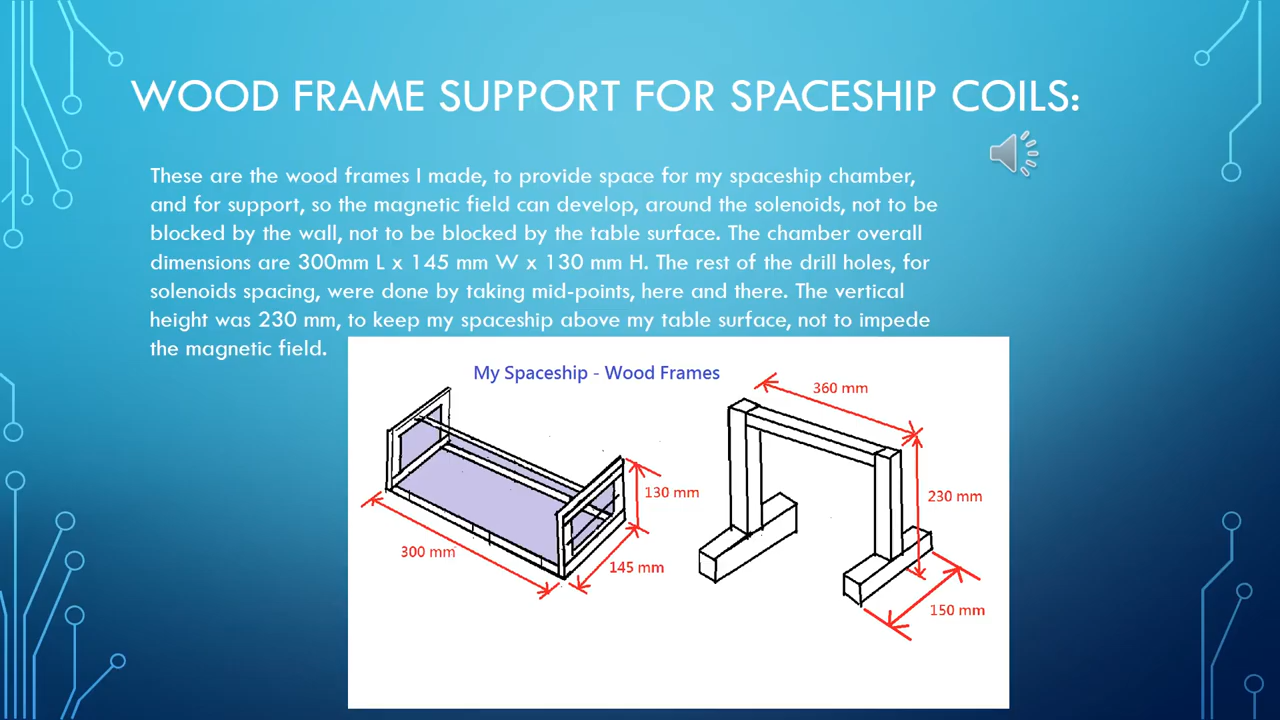 WOOD FRAME SUPPORT FOR SPACESHIP COILS:
These are the wood frames I made, to provide space for my spaceship chamber,
and for support, so the magnetic field can develop, around the solenoids, not to be
blocked by the wall, not to be blocked by the table surface. The chamber overall
dimensions are 300mm L x 145 mm W x 130 mm H. The rest of the drill holes, for
solenoids spacing, were done by taking mid-points, here and there. The vertical
height was 230 mm, to keep my spaceship above my table surface, not to impede
the magnetic field.
My Spaceship - Wood Frames
360 mm
130 mm
230 mm
300 mm
145 mm
150 mm